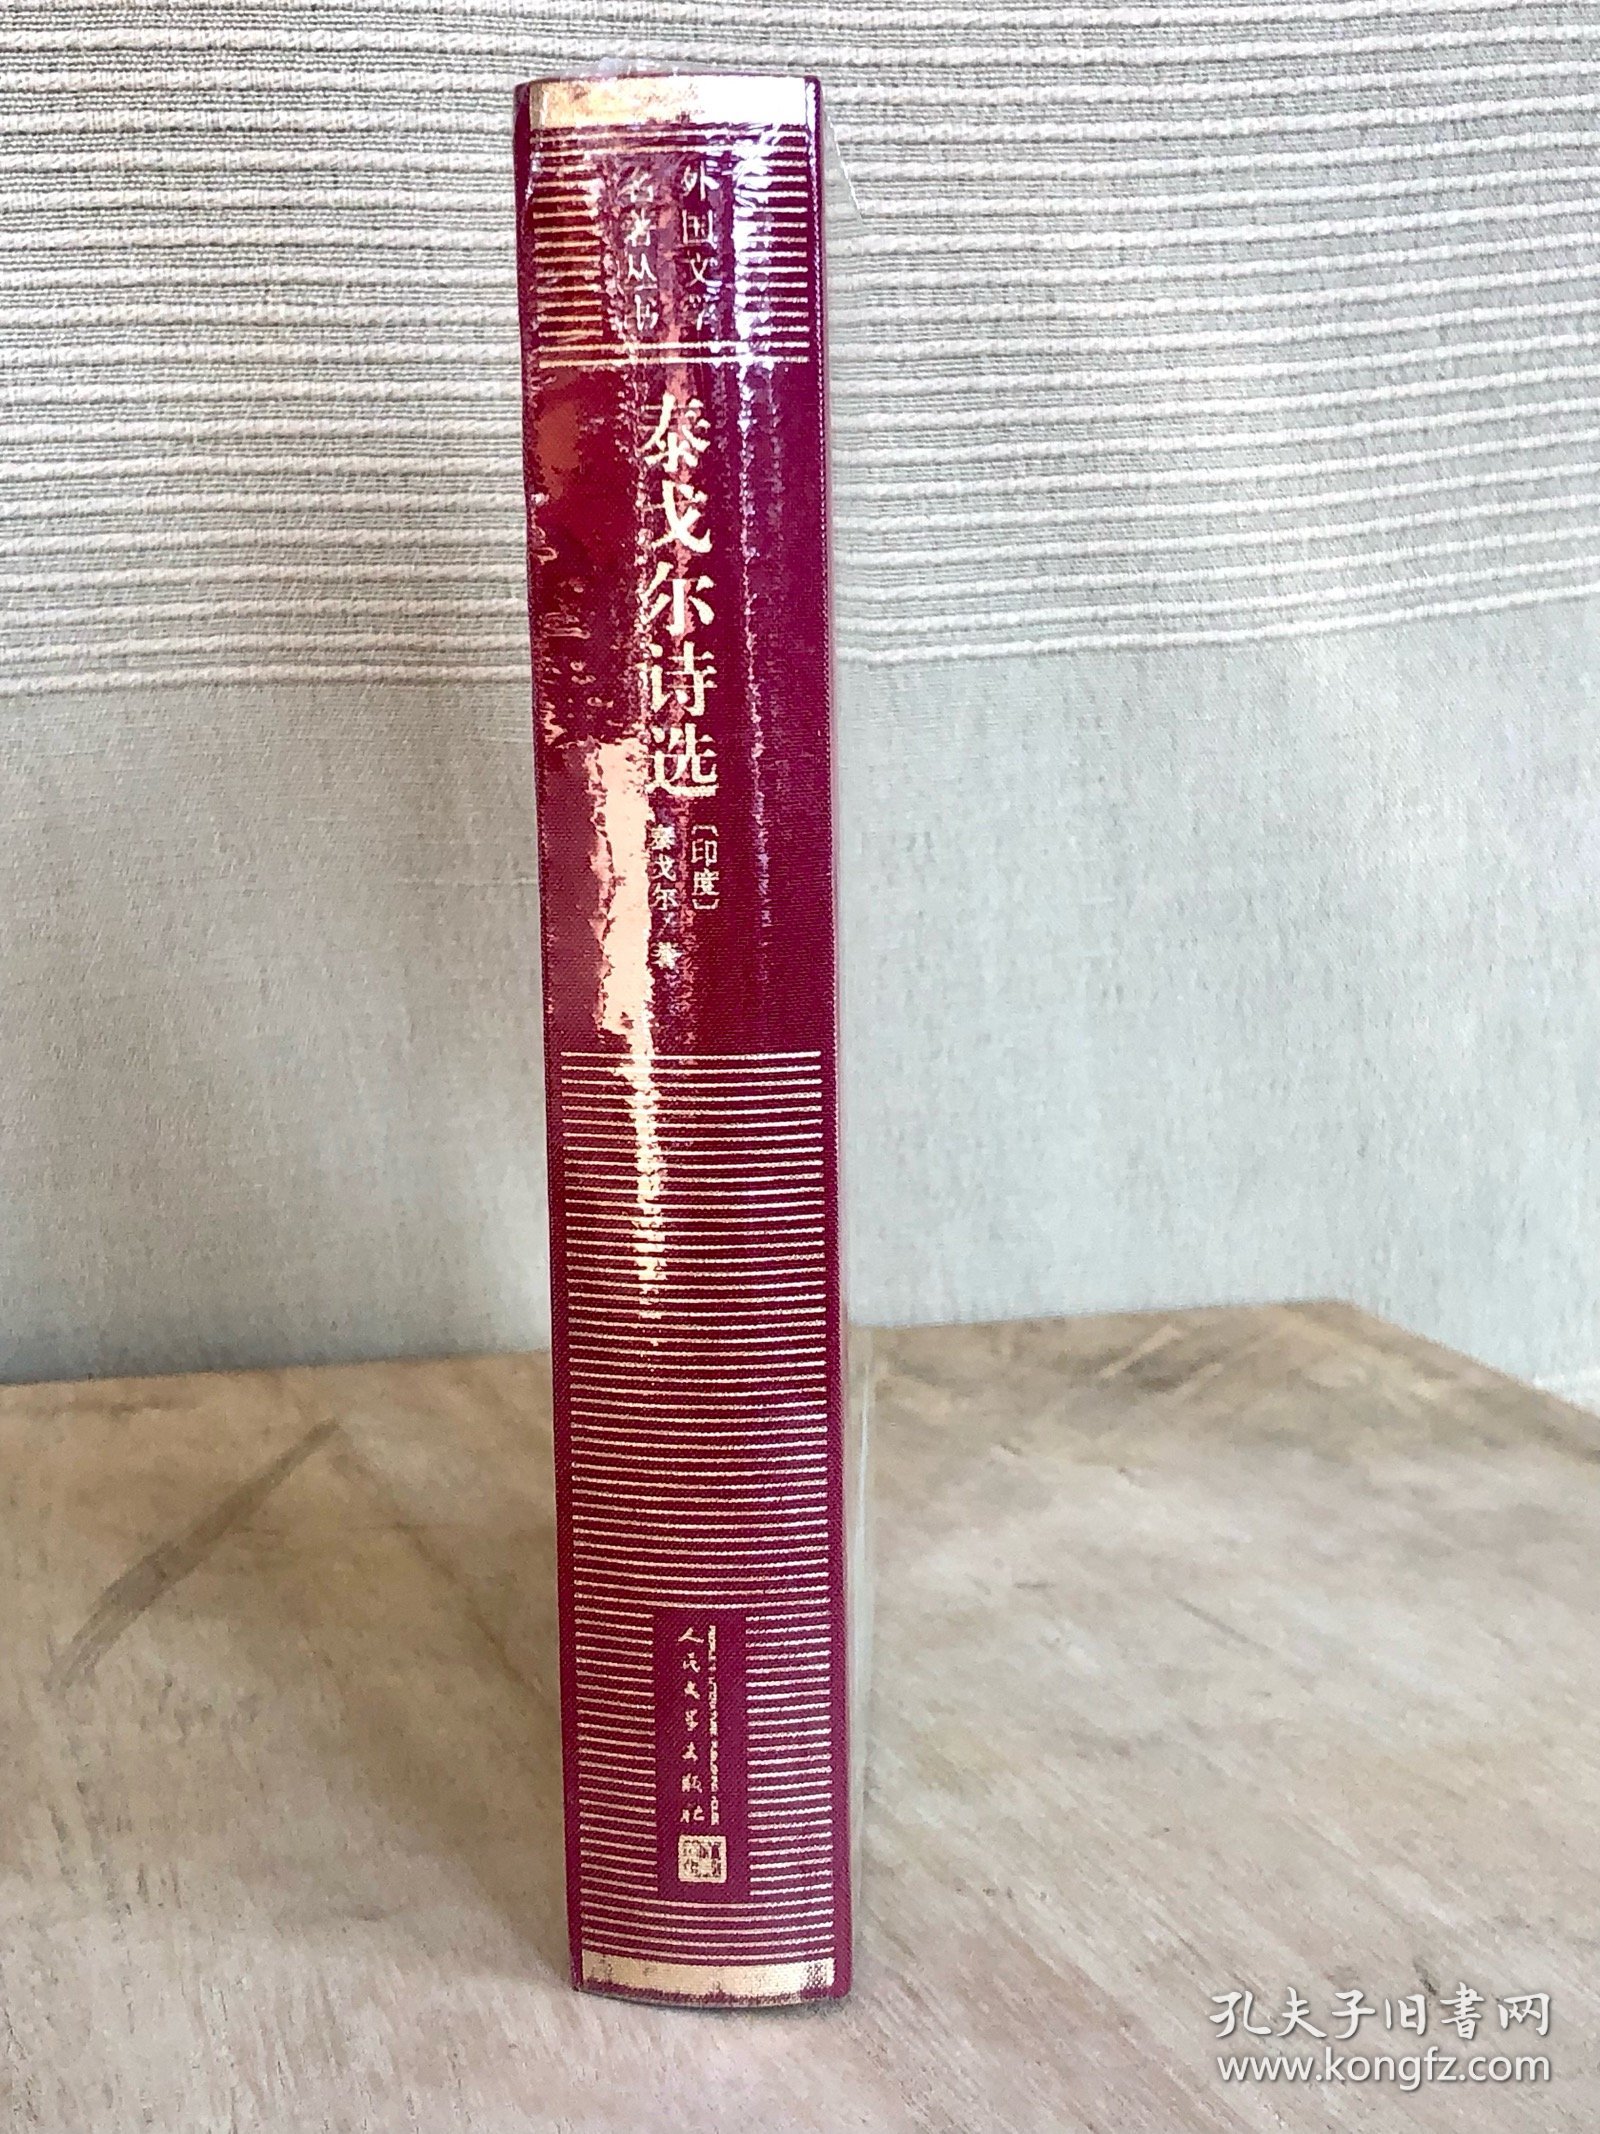 外国文学
名著丛书
泰戈尔诗选
〔印度〕
泰戈尔 著
人民文学出版社
孔夫子旧書网
www.kongfz.com